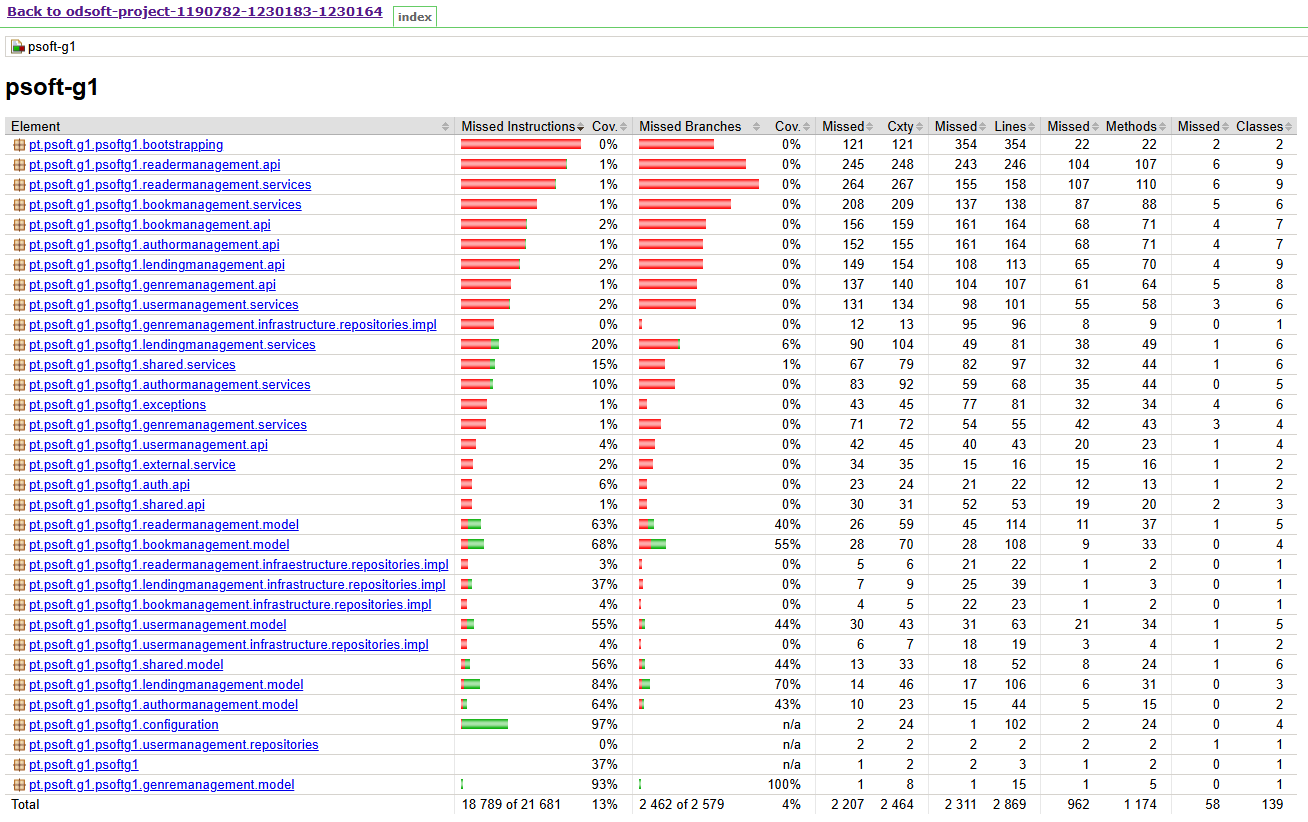 Back to odsoft-project-1190782-1230183-1230164 index
psoft-g1
psoft-g1
Element Missed Instructions Cov. Missed Branches Cov. Missed Cxty Missed Lines Missed Methods Missed Classes
pt.psoft.g1.psoftg1.bootstrapping 0% 0% 121 121 354 354 22 22 2 2
pt.psoft.g1.psoftg1.readermanagement.api 1% 0% 245 248 243 246 104 107 6 9
pt.psoft.g1.psoftg1.readermanagement.services 1% 0% 264 267 155 158 107 110 6 9
pt.psoft.g1.psoftg1.bookmanagement.services 1% 0% 208 209 137 138 87 88 5 6
pt.psoft.g1.psoftg1.bookmanagement.api 2% 0% 156 159 161 164 68 71 4 7
pt.psoft.g1.psoftg1.authormanagement.api 1% 0% 152 155 161 164 68 71 4 7
pt.psoft.g1.psoftg1.lendingmanagement.api 2% 0% 149 154 108 113 65 70 4 9
pt.psoft.g1.psoftg1.genremanagement.api 1% 0% 137 140 104 107 61 64 5 8
pt.psoft.g1.psoftg1.usermanagement.services 2% 0% 131 134 98 101 55 58 3 6
pt.psoft.g1.psoftg1.genremanagement.infrastructure.repositories.impl 0% 0% 12 13 95 96 8 9 0 1
pt.psoft.g1.psoftg1.lendingmanagement.services 20% 6% 90 104 49 81 38 49 1 6
pt.psoft.g1.psoftg1.shared.services 15% 1% 67 79 82 97 32 44 1 6
pt.psoft.g1.psoftg1.authormanagement.services 10% 0% 83 92 59 68 35 44 0 5
pt.psoft.g1.psoftg1.exceptions 1% 0% 43 45 77 81 32 34 4 6
pt.psoft.g1.psoftg1.genremanagement.services 1% 0% 71 72 54 55 42 43 3 4
pt.psoft.g1.psoftg1.usermanagement.api 4% 0% 42 45 40 43 20 23 1 4
pt.psoft.g1.psoftg1.external.service 2% 0% 34 35 15 16 15 16 1 2
pt.psoft.g1.psoftg1.auth.api 6% 0% 23 24 21 22 12 13 1 2
pt.psoft.g1.psoftg1.shared.api 1% 0% 30 31 52 53 19 20 2 3
pt.psoft.g1.psoftg1.readermanagement.model 63% 40% 26 59 45 114 11 37 1 5
pt.psoft.g1.psoftg1.bookmanagement.model 68% 55% 28 70 28 108 9 33 0 4
pt.psoft.g1.psoftg1.readermanagement.infraestructure.repositories.impl 3% 0% 5 6 21 22 1 2 0 1
pt.psoft.g1.psoftg1.lendingmanagement.infrastructure.repositories.impl 37% 0% 7 9 25 39 1 3 0 1
pt.psoft.g1.psoftg1.bookmanagement.infrastructure.repositories.impl 4% 0% 4 5 22 23 1 2 0 1
pt.psoft.g1.psoftg1.usermanagement.model 55% 44% 30 43 31 63 21 34 1 5
pt.psoft.g1.psoftg1.usermanagement.infrastructure.repositories.impl 4% 0% 6 7 18 19 3 4 1 2
pt.psoft.g1.psoftg1.shared.model 56% 44% 13 33 18 52 8 24 1 6
pt.psoft.g1.psoftg1.lendingmanagement.model 84% 70% 14 46 17 106 6 31 0 3
pt.psoft.g1.psoftg1.authormanagement.model 64% 43% 10 23 15 44 5 15 0 2
pt.psoft.g1.psoftg1.configuration 97% n/a 2 24 1 102 2 24 0 4
pt.psoft.g1.psoftg1.usermanagement.repositories 0% n/a 2 2 2 2 2 2 1 1
pt.psoft.g1.psoftg1 37% n/a 1 2 2 3 1 2 0 1
pt.psoft.g1.psoftg1.genremanagement.model 93% 100% 1 8 1 15 1 5 0 1
Total 18 789 of 21 681 13% 2 462 of 2 579 4% 2 207 2 464 2 311 2 869 962 1 174 58 139